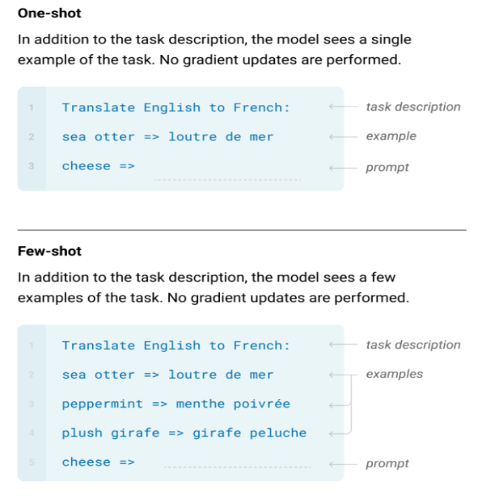 One-shot
In addition to the task description, the model sees a single
example of the task. No gradient updates are performed.
1 Translate English to French: task description
2 sea otter => loutre de mer example
3 cheese => prompt
Few-shot
In addition to the task description, the model sees a few
examples of the task. No gradient updates are performed.
1 Translate English to French: task description
2 sea otter => loutre de mer examples
3 peppermint => menthe poivrée
4 plush girafe => girafe peluche
5 cheese => prompt